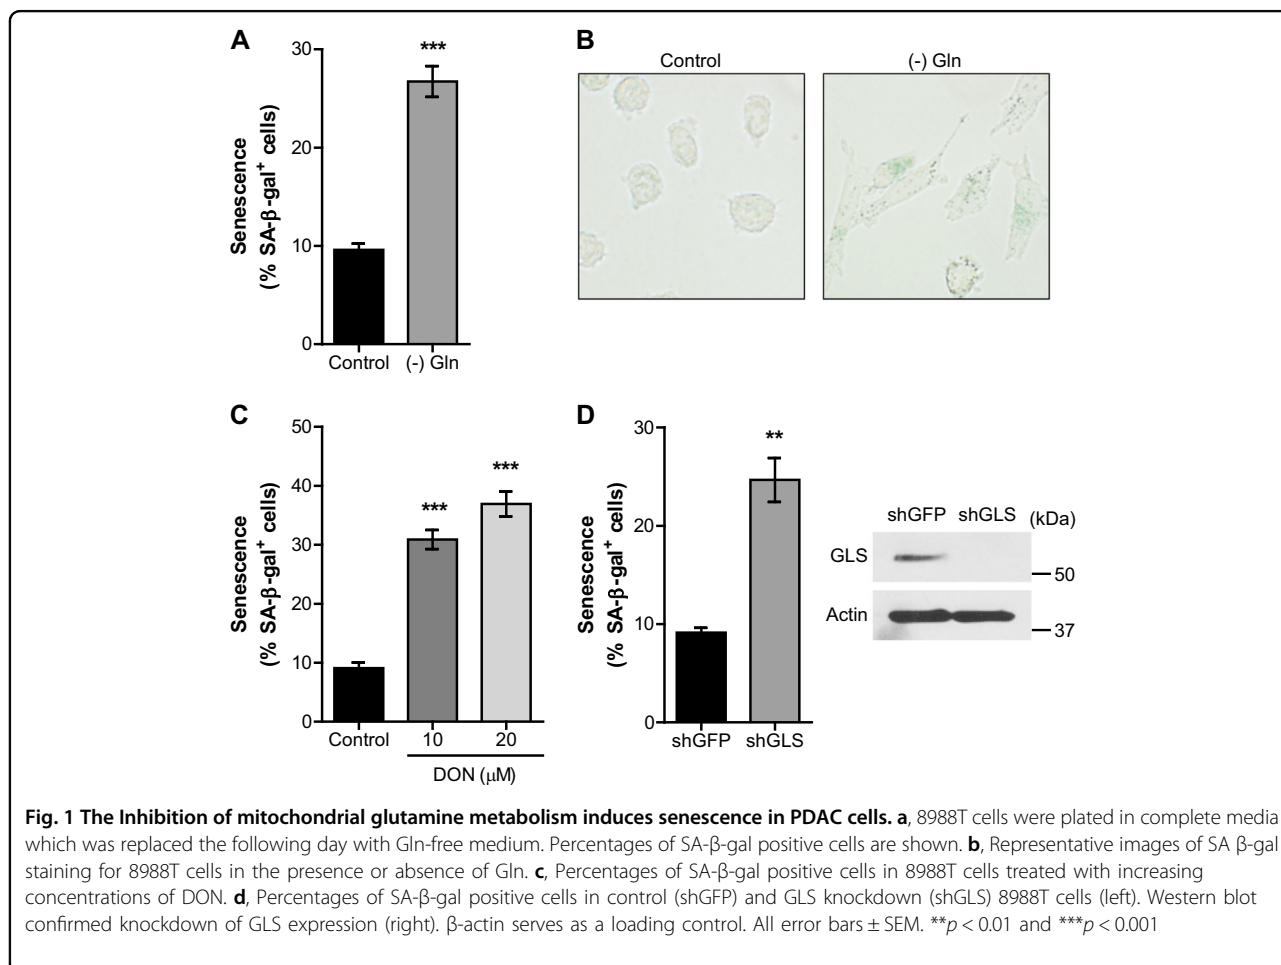 A
Senescence
(% SA-β-gal+ cells)
30
20
10
0
***
Control
(-) Gln
B
Control
(-) Gln
C
Senescence
(% SA-β-gal+ cells)
50
40
30
20
10
0
***
***
Control
10
20
DON (μM)
D
Senescence
(% SA-β-gal+ cells)
30
20
10
0
**
shGFP
shGLS
shGFP shGLS (kDa)
GLS
50
Actin
37
Fig. 1 The Inhibition of mitochondrial glutamine metabolism induces senescence in PDAC cells. a, 8988T cells were plated in complete media
which was replaced the following day with Gln-free medium. Percentages of SA-β-gal positive cells are shown. b, Representative images of SA β-gal
staining for 8988T cells in the presence or absence of Gln. c, Percentages of SA-β-gal positive cells in 8988T cells treated with increasing
concentrations of DON. d, Percentages of SA-β-gal positive cells in control (shGFP) and GLS knockdown (shGLS) 8988T cells (left). Western blot
confirmed knockdown of GLS expression (right). β-actin serves as a loading control. All error bars ± SEM. **p < 0.01 and ***p < 0.001